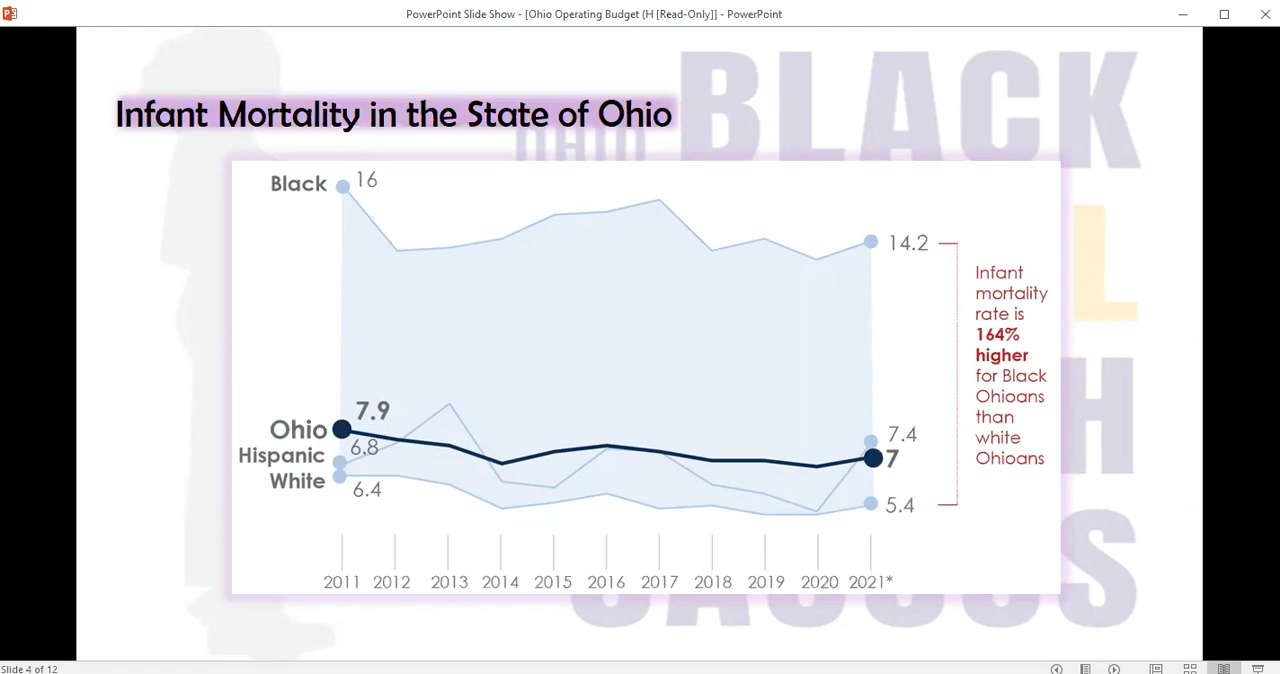 PowerPoint Slide Show - [Ohio Operating Budget (H [Read-Only]] - PowerPoint
OHIO
BLACK
Infant Mortality in the State of Ohio
Black 16
14.2
Infant
mortality
rate is
164%
higher
for Black
Ohioans
than
white
Ohioans
7.9
Ohio
6.8
Hispanic
White
6.4
7.4
7
5.4
2011 2012 2013 2014 2015 2016 2017 2018 2019 2020 2021*
Slide 4 of 12